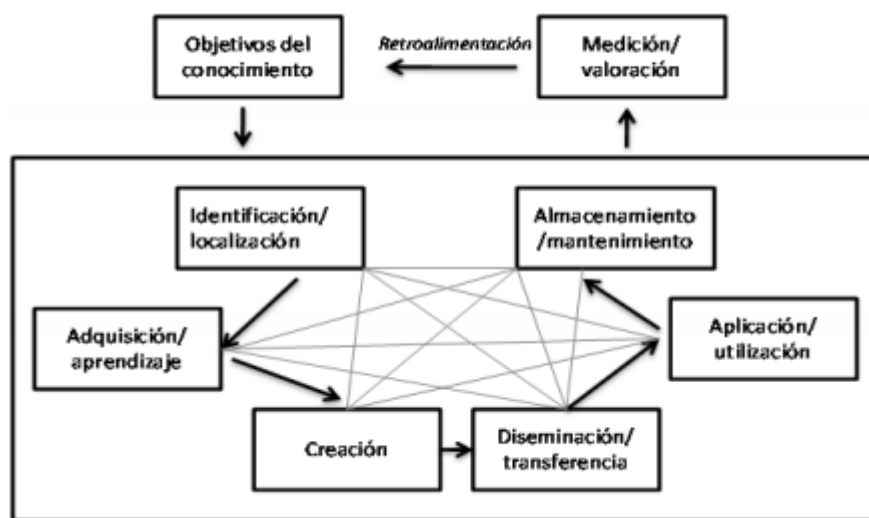 Objetivos del
conocimiento
Retroalimentación
Medición/
valoración
Identificación/
localización
Almacenamiento
/mantenimiento
Adquisición/
aprendizaje
Aplicación/
utilización
Creación
Diseminación/
transferencia